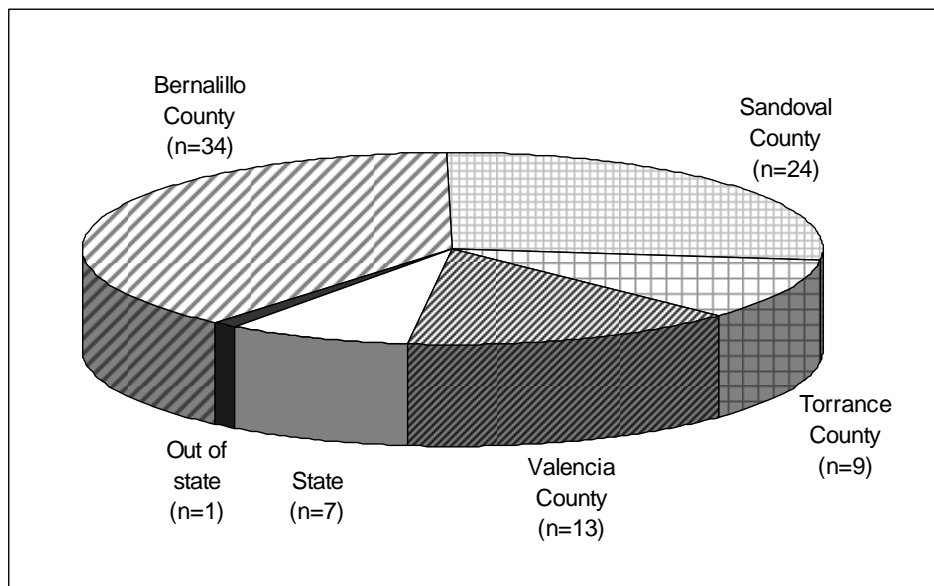 Bernalillo
County
(n=34)
Sandoval
County
(n=24)
Torrance
County
(n=9)
Valencia
County
(n=13)
State
(n=7)
Out of
state
(n=1)